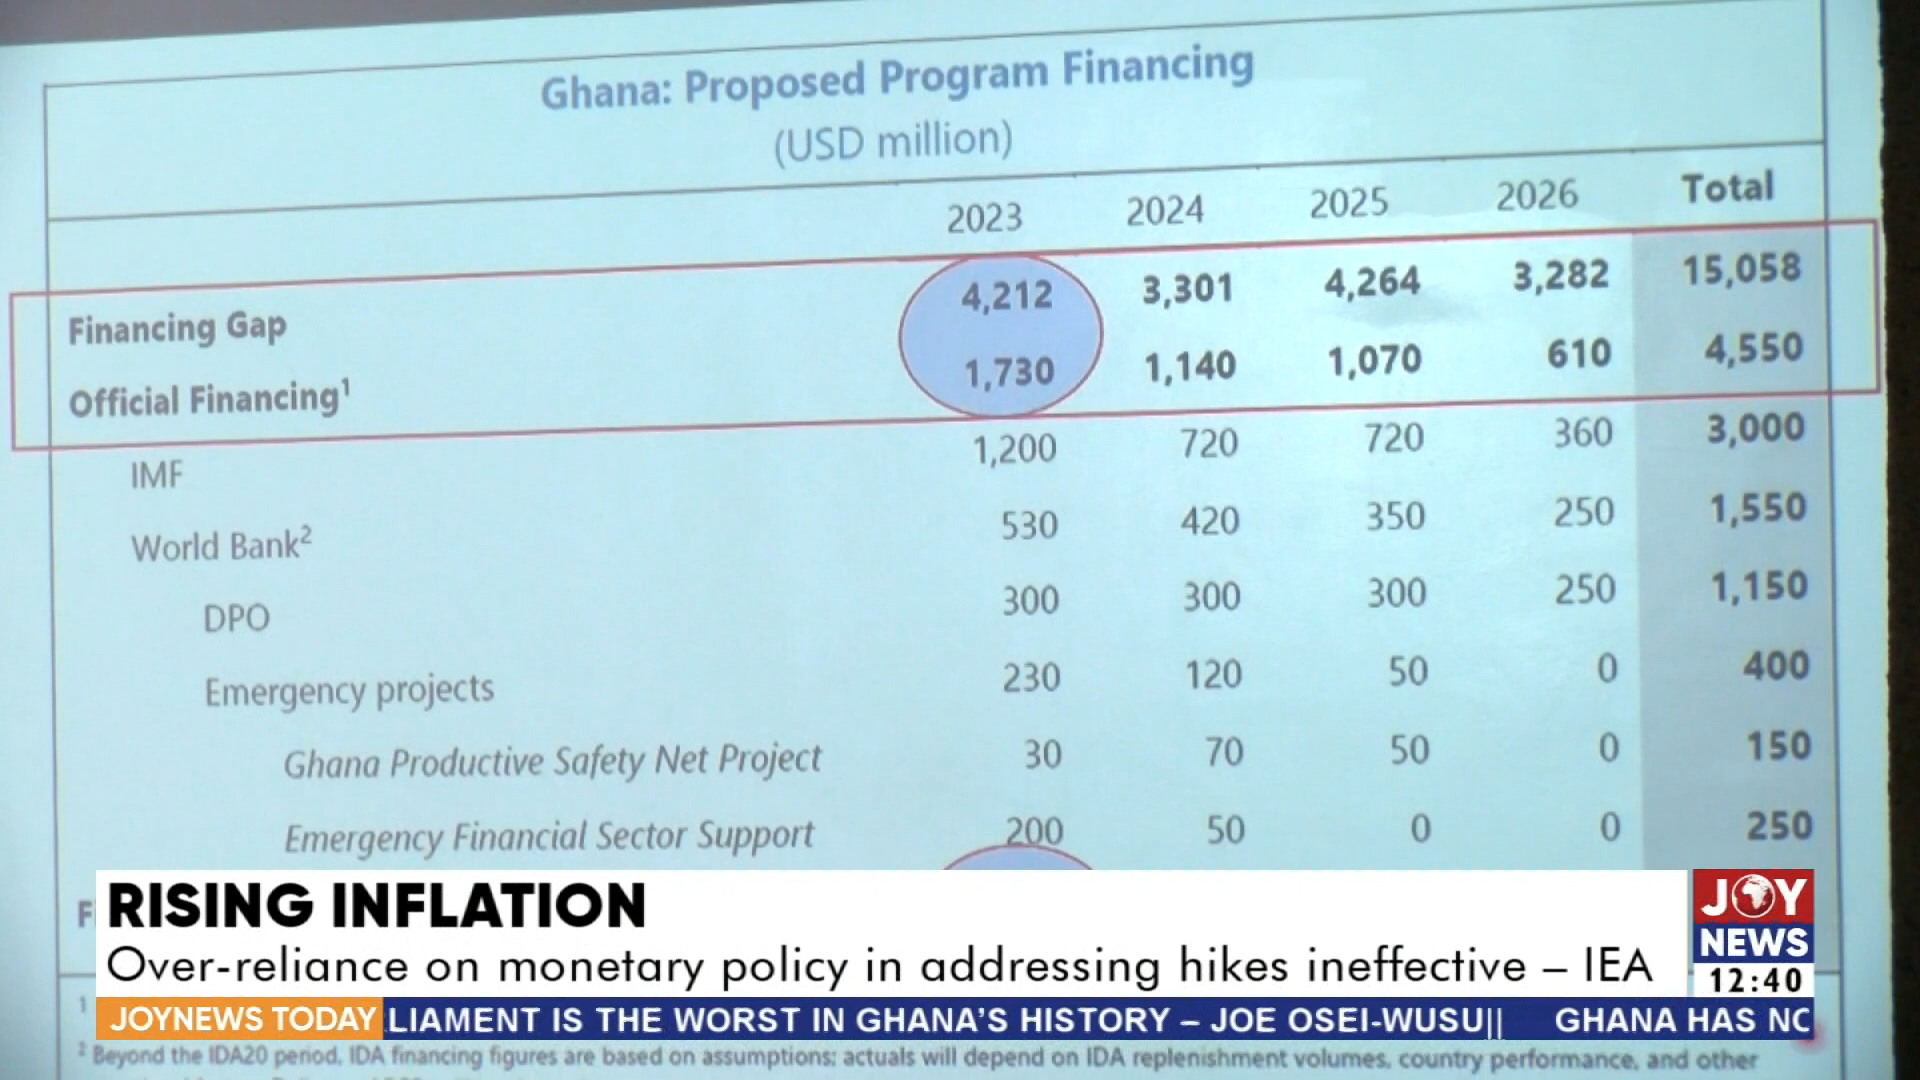 Ghana: Proposed Program Financing
(USD million)
2023 2024 2025 2026 Total
Financing Gap 4,212 3,301 4,264 3,282 15,058
Official Financing¹ 1,730 1,140 1,070 610 4,550
IMF 1,200 720 720 360 3,000
World Bank² 530 420 350 250 1,550
DPO 300 300 300 250 1,150
Emergency projects 230 120 50 0 400
Ghana Productive Safety Net Project 30 70 50 0 150
Emergency Financial Sector Support 200 50 0 0 250
F
RISING INFLATION
Over-reliance on monetary policy in addressing hikes ineffective – IEA
JOY
NEWS
12:40
JOYNEWS TODAY LIAMENT IS THE WORST IN GHANA'S HISTORY – JOE OSEI-WUSU|| GHANA HAS NO
1
² Beyond the IDA20 period, IDA financing figures are based on assumptions; actuals will depend on IDA replenishment volumes, country performance, and other